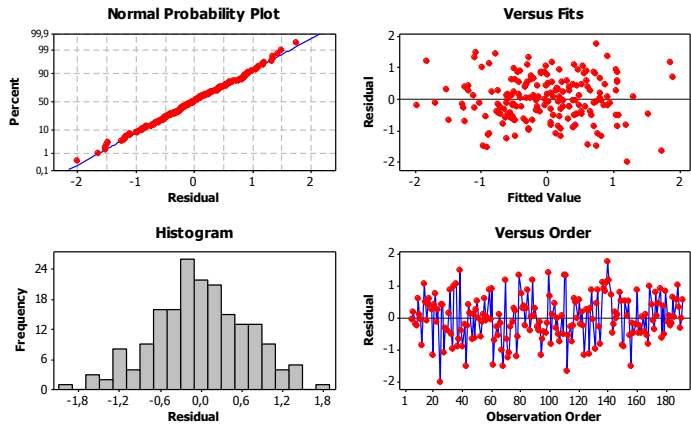 Normal Probability Plot
99,9
99
90
50
10
1
0,1
Percent
-2 -1 0 1 2
Residual
Versus Fits
2
1
0
-1
-2
Residual
-2 -1 0 1 2
Fitted Value
Histogram
24
18
12
6
0
Frequency
-1,8 -1,2 -0,6 0,0 0,6 1,2 1,8
Residual
Versus Order
2
1
0
-1
-2
Residual
1 20 40 60 80 100 120 140 160 180
Observation Order